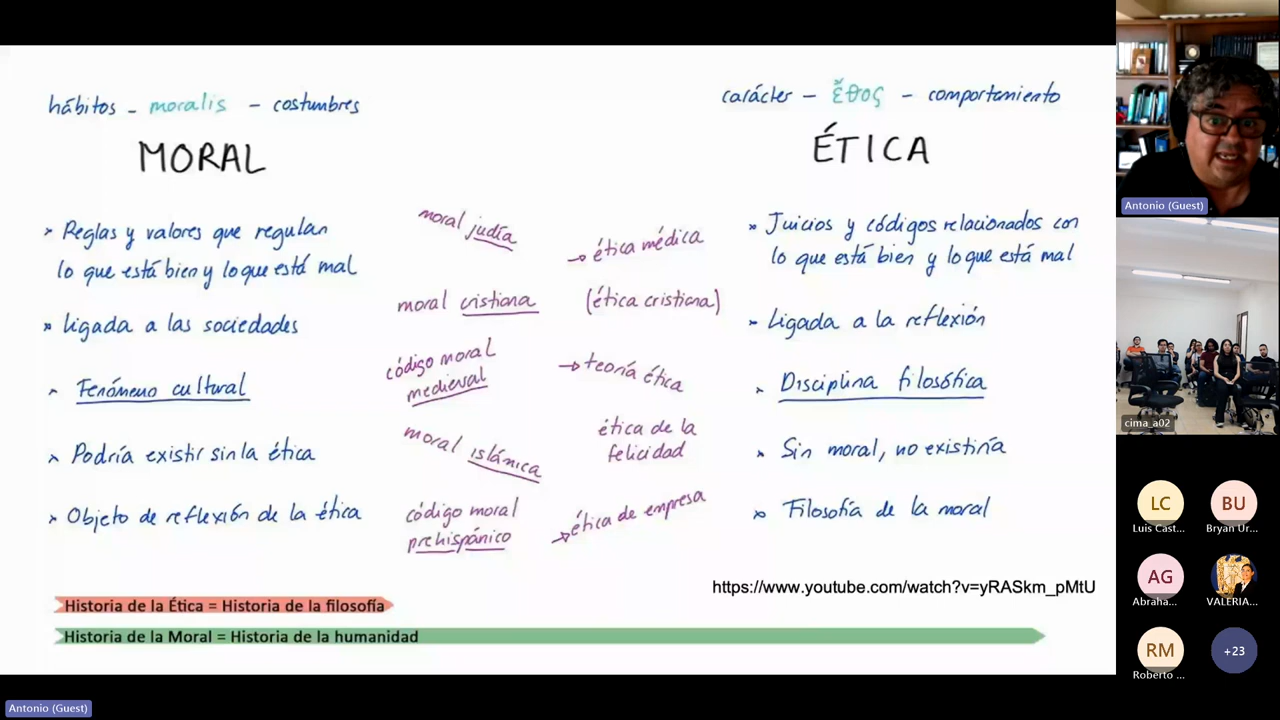 hábitos - moralis - costumbres
MORAL
Reglas y valores que regulan
lo que está bien y lo que está mal
Ligada a las sociedades
Fenómeno cultural
Podría existir sin la ética
Objeto de reflexión de la ética
moral judía
moral cristiana
código moral
medieval
moral islámica
código moral
prehispánico
→ ética médica
(ética cristiana)
→ teoría ética
ética de la
felicidad
→ ética de empresa
carácter - ἔθος - comportamiento
ÉTICA
Juicios y códigos relacionados con
lo que está bien y lo que está mal
Ligada a la reflexión
Disciplina filosófica
Sin moral, no existiría
Filosofía de la moral
https://www.youtube.com/watch?v=yRASkm_pMtU
Historia de la Ética = Historia de la filosofía
Historia de la Moral = Historia de la humanidad
Antonio (Guest)
Antonio (Guest)
cima_a02
LC
BU
Luis Cast...
Bryan Ur...
AG
Abraha...
VALERIA...
RM
+23
Roberto ...